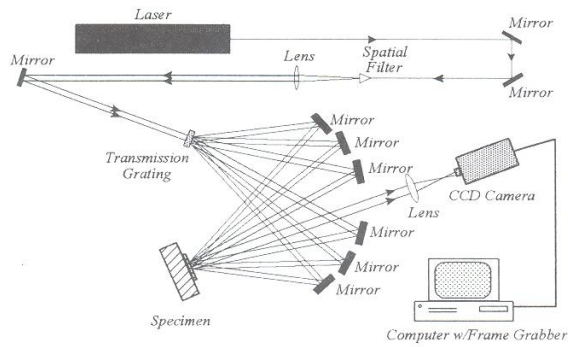 Laser
Mirror
Mirror
Lens
Spatial
Filter
Mirror
Mirror
Transmission
Grating
Mirror
Mirror
CCD Camera
Lens
Mirror
Mirror
Mirror
Specimen
Computer w/Frame Grabber